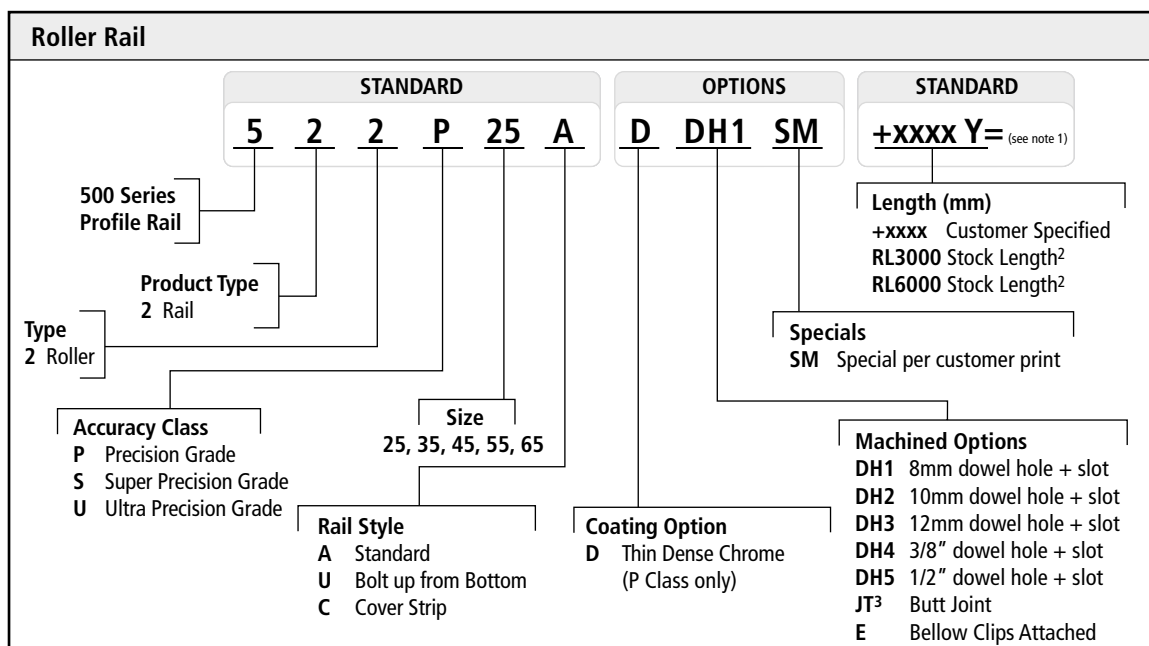 Roller Rail
STANDARD OPTIONS STANDARD
5 2 2 P 25 A D DH1 SM +xxxx Y= (see note 1)
500 Series
Profile Rail
Product Type
2 Rail
Type
2 Roller
Accuracy Class
P Precision Grade
S Super Precision Grade
U Ultra Precision Grade
Size
25, 35, 45, 55, 65
Rail Style
A Standard
U Bolt up from Bottom
C Cover Strip
Coating Option
D Thin Dense Chrome
(P Class only)
Length (mm)
+xxxx Customer Specified
RL3000 Stock Length²
RL6000 Stock Length²
Specials
SM Special per customer print
Machined Options
DH1 8mm dowel hole + slot
DH2 10mm dowel hole + slot
DH3 12mm dowel hole + slot
DH4 3/8" dowel hole + slot
DH5 1/2" dowel hole + slot
JT³ Butt Joint
E Bellow Clips Attached